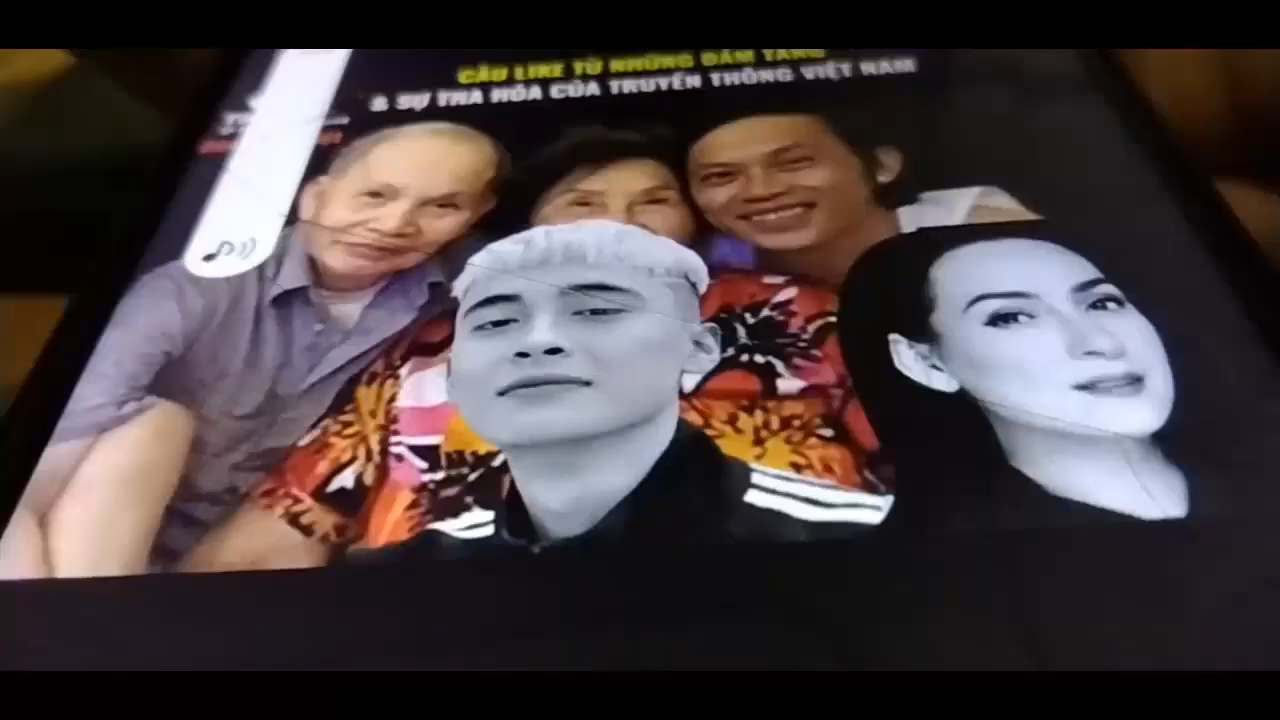 CÂU LIKE TỪ NHỮNG ĐÁM TANG
& SỰ THA HÓA CỦA TRUYỀN THÔNG VIỆT NAM